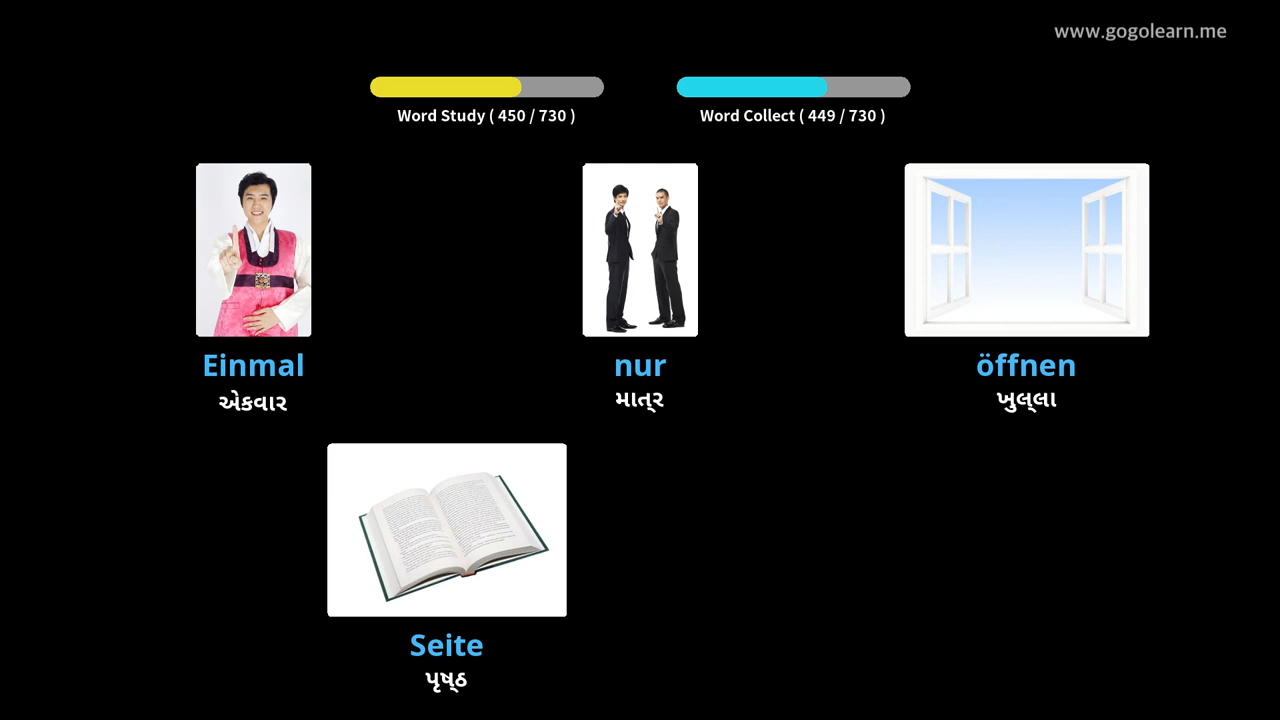 www.gogolearn.me
Word Study ( 450 / 730 )
Word Collect ( 449 / 730 )
Einmal
એકવાર
nur
માત્ર
öffnen
ખુલ્લા
Seite
પૃષ્ઠ